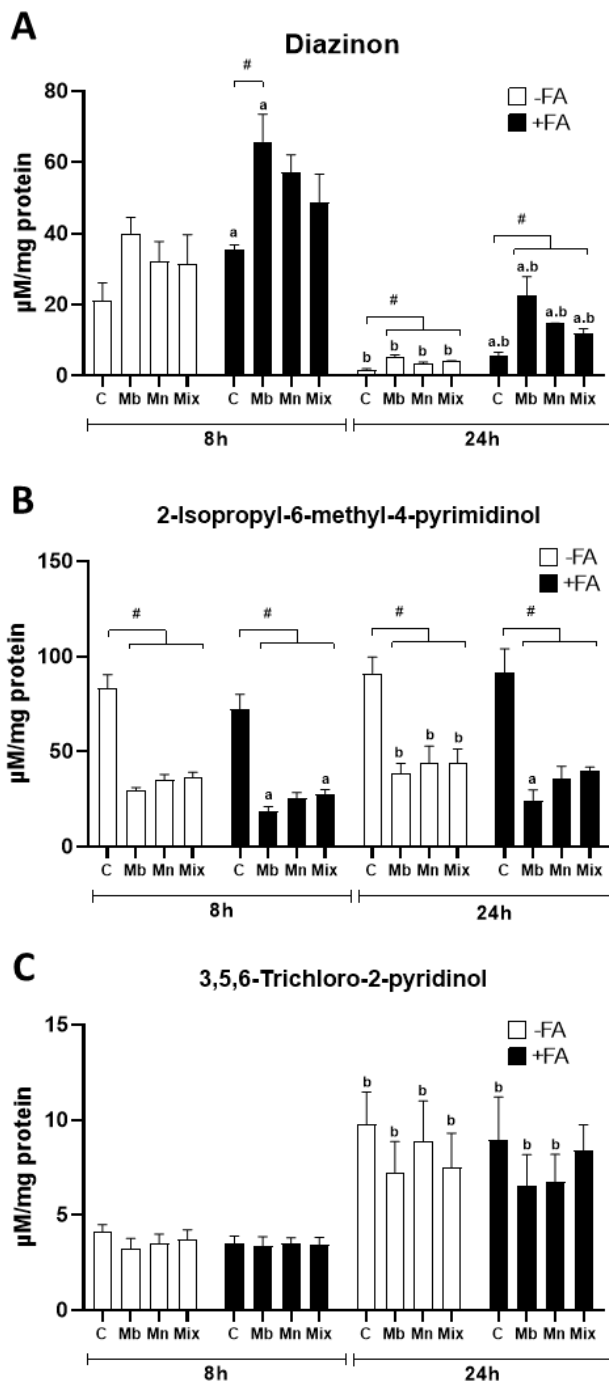 A
Diazinon
-FA
+FA
µM/mg protein
80
60
40
20
0
#
a
a
#
b b b b
#
a.b a.b a.b a.b
C Mb Mn Mix C Mb Mn Mix C Mb Mn Mix C Mb Mn Mix
8h 24h
B
2-Isopropyl-6-methyl-4-pyrimidinol
-FA
+FA
µM/mg protein
150
100
50
0
# # # #
a a
b b b
a
C Mb Mn Mix C Mb Mn Mix C Mb Mn Mix C Mb Mn Mix
8h 24h
C
3,5,6-Trichloro-2-pyridinol
-FA
+FA
µM/mg protein
15
10
5
0
b b b b
b b b
C Mb Mn Mix C Mb Mn Mix C Mb Mn Mix C Mb Mn Mix
8h 24h